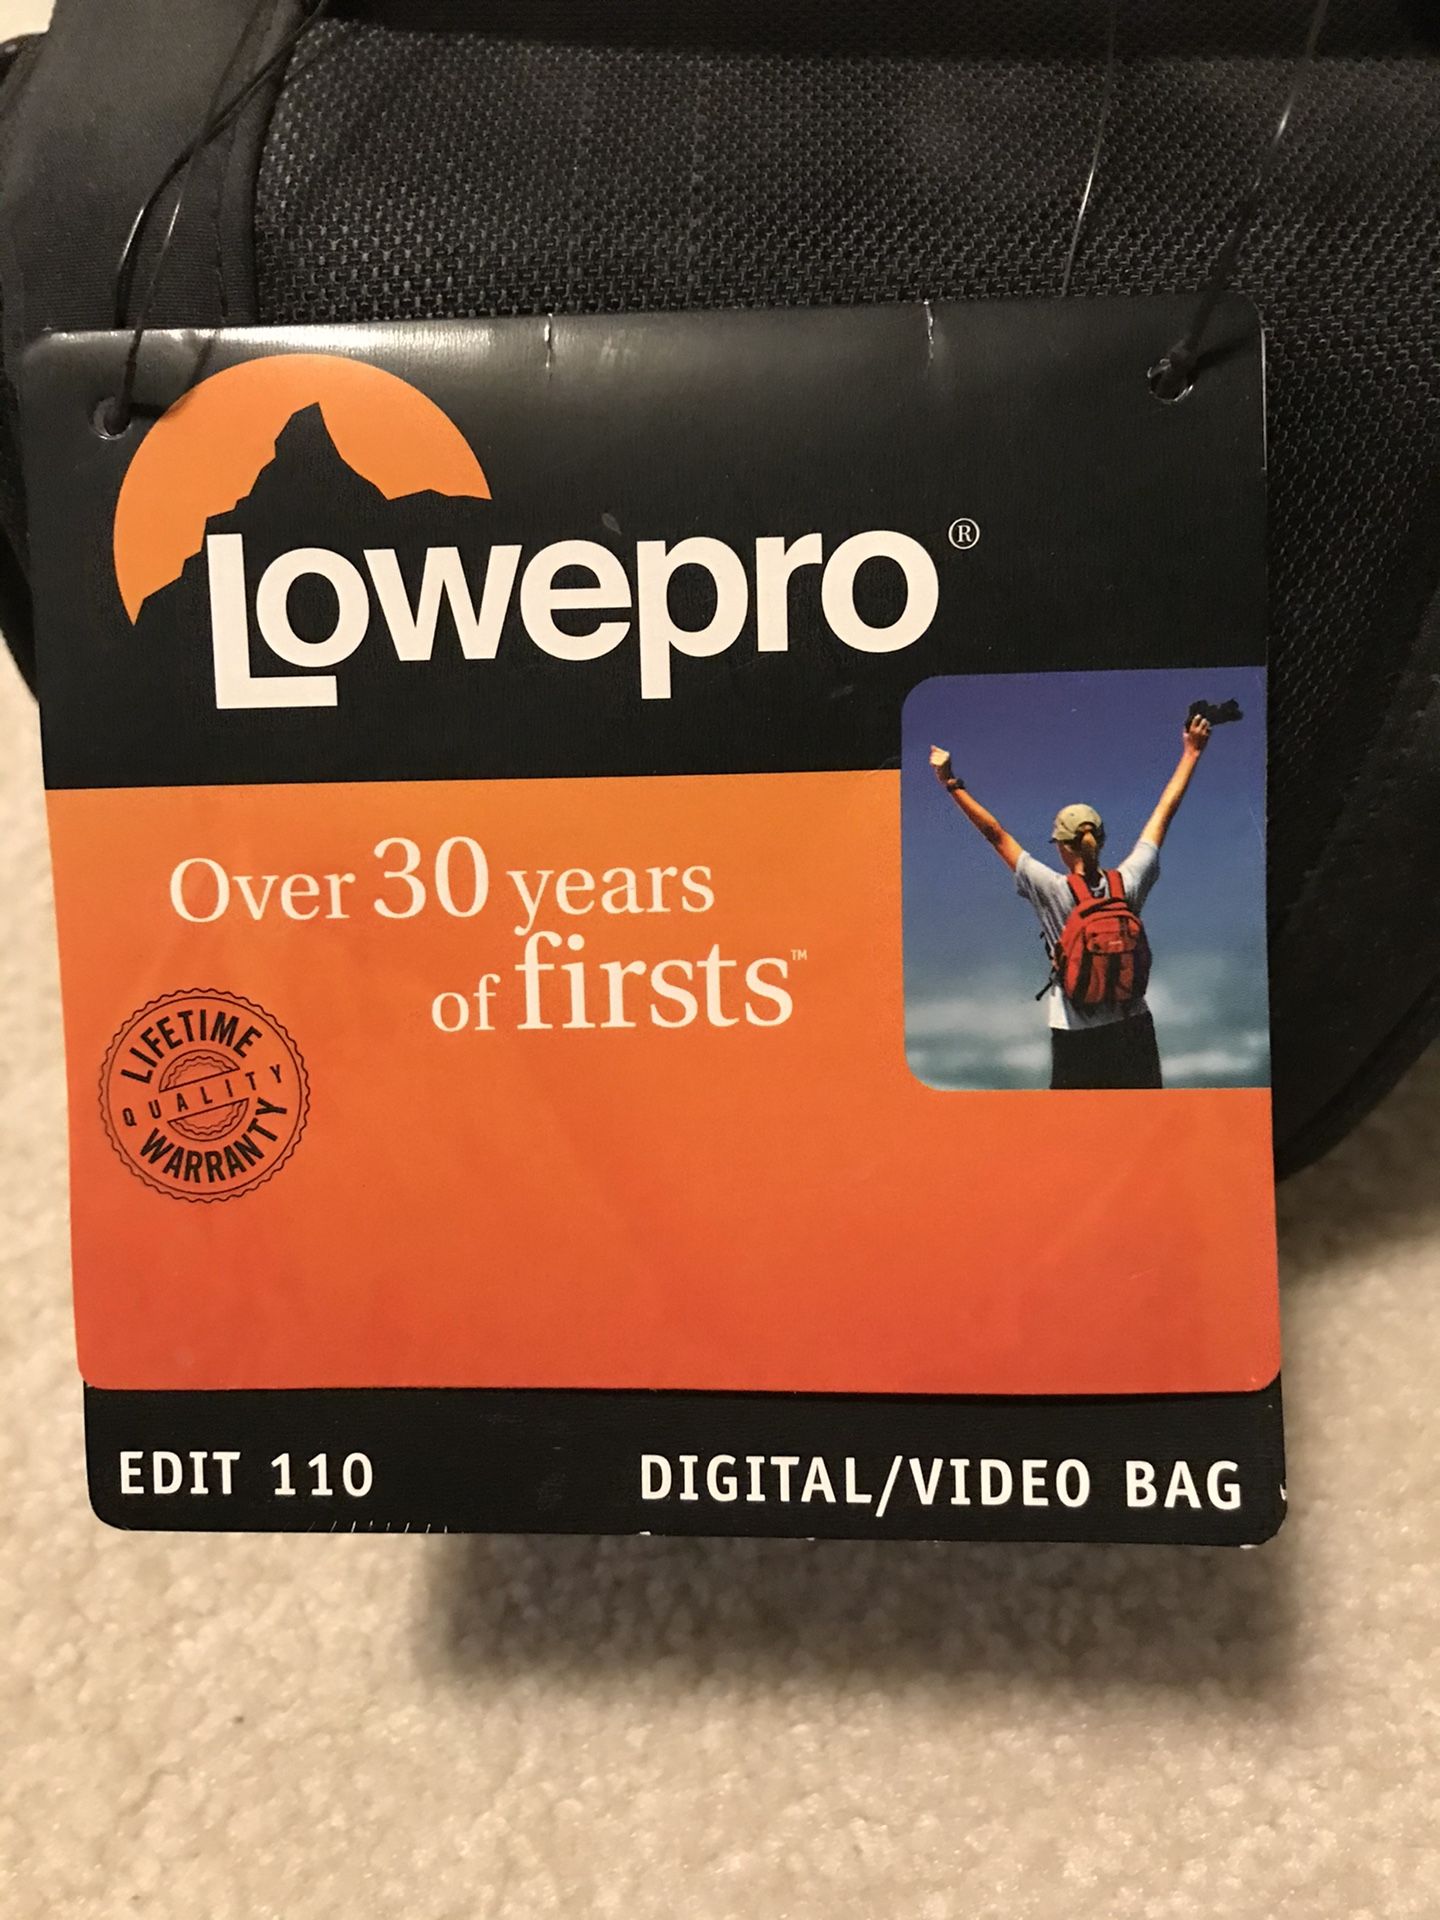 Lowepro®
Over 30 years
of firsts™
LIFETIME
QUALITY
WARRANTY
EDIT 110
DIGITAL/VIDEO BAG